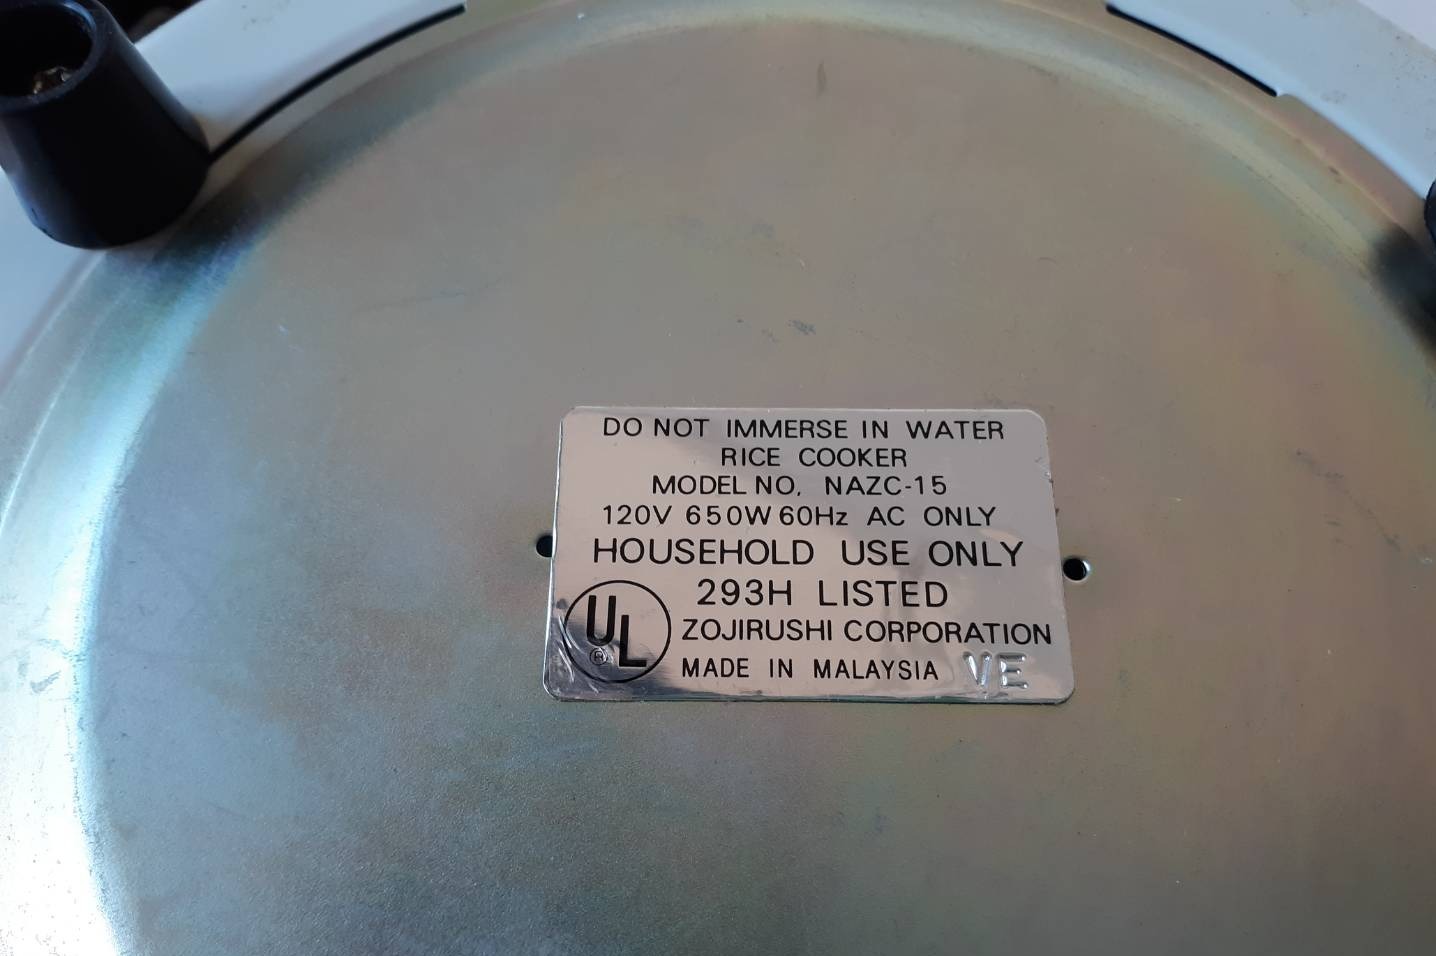 DO NOT IMMERSE IN WATER
RICE COOKER
MODEL NO. NAZC-15
120V 650W 60Hz AC ONLY
HOUSEHOLD USE ONLY
293H LISTED
UL ®
ZOJIRUSHI CORPORATION
MADE IN MALAYSIA VE